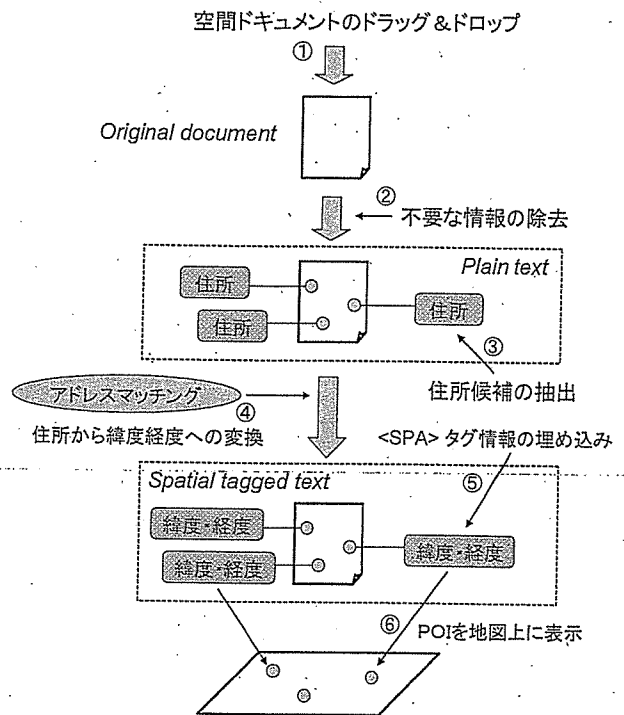 空間ドキュメントのドラッグ＆ドロップ
①
Original document
②
不要な情報の除去
Plain text
住所
住所
住所
③
住所候補の抽出
アドレスマッチング
④
住所から緯度経度への変換
<SPA> タグ情報の埋め込み
⑤
Spatial tagged text
緯度・経度
緯度・経度
緯度・経度
⑥
POIを地図上に表示